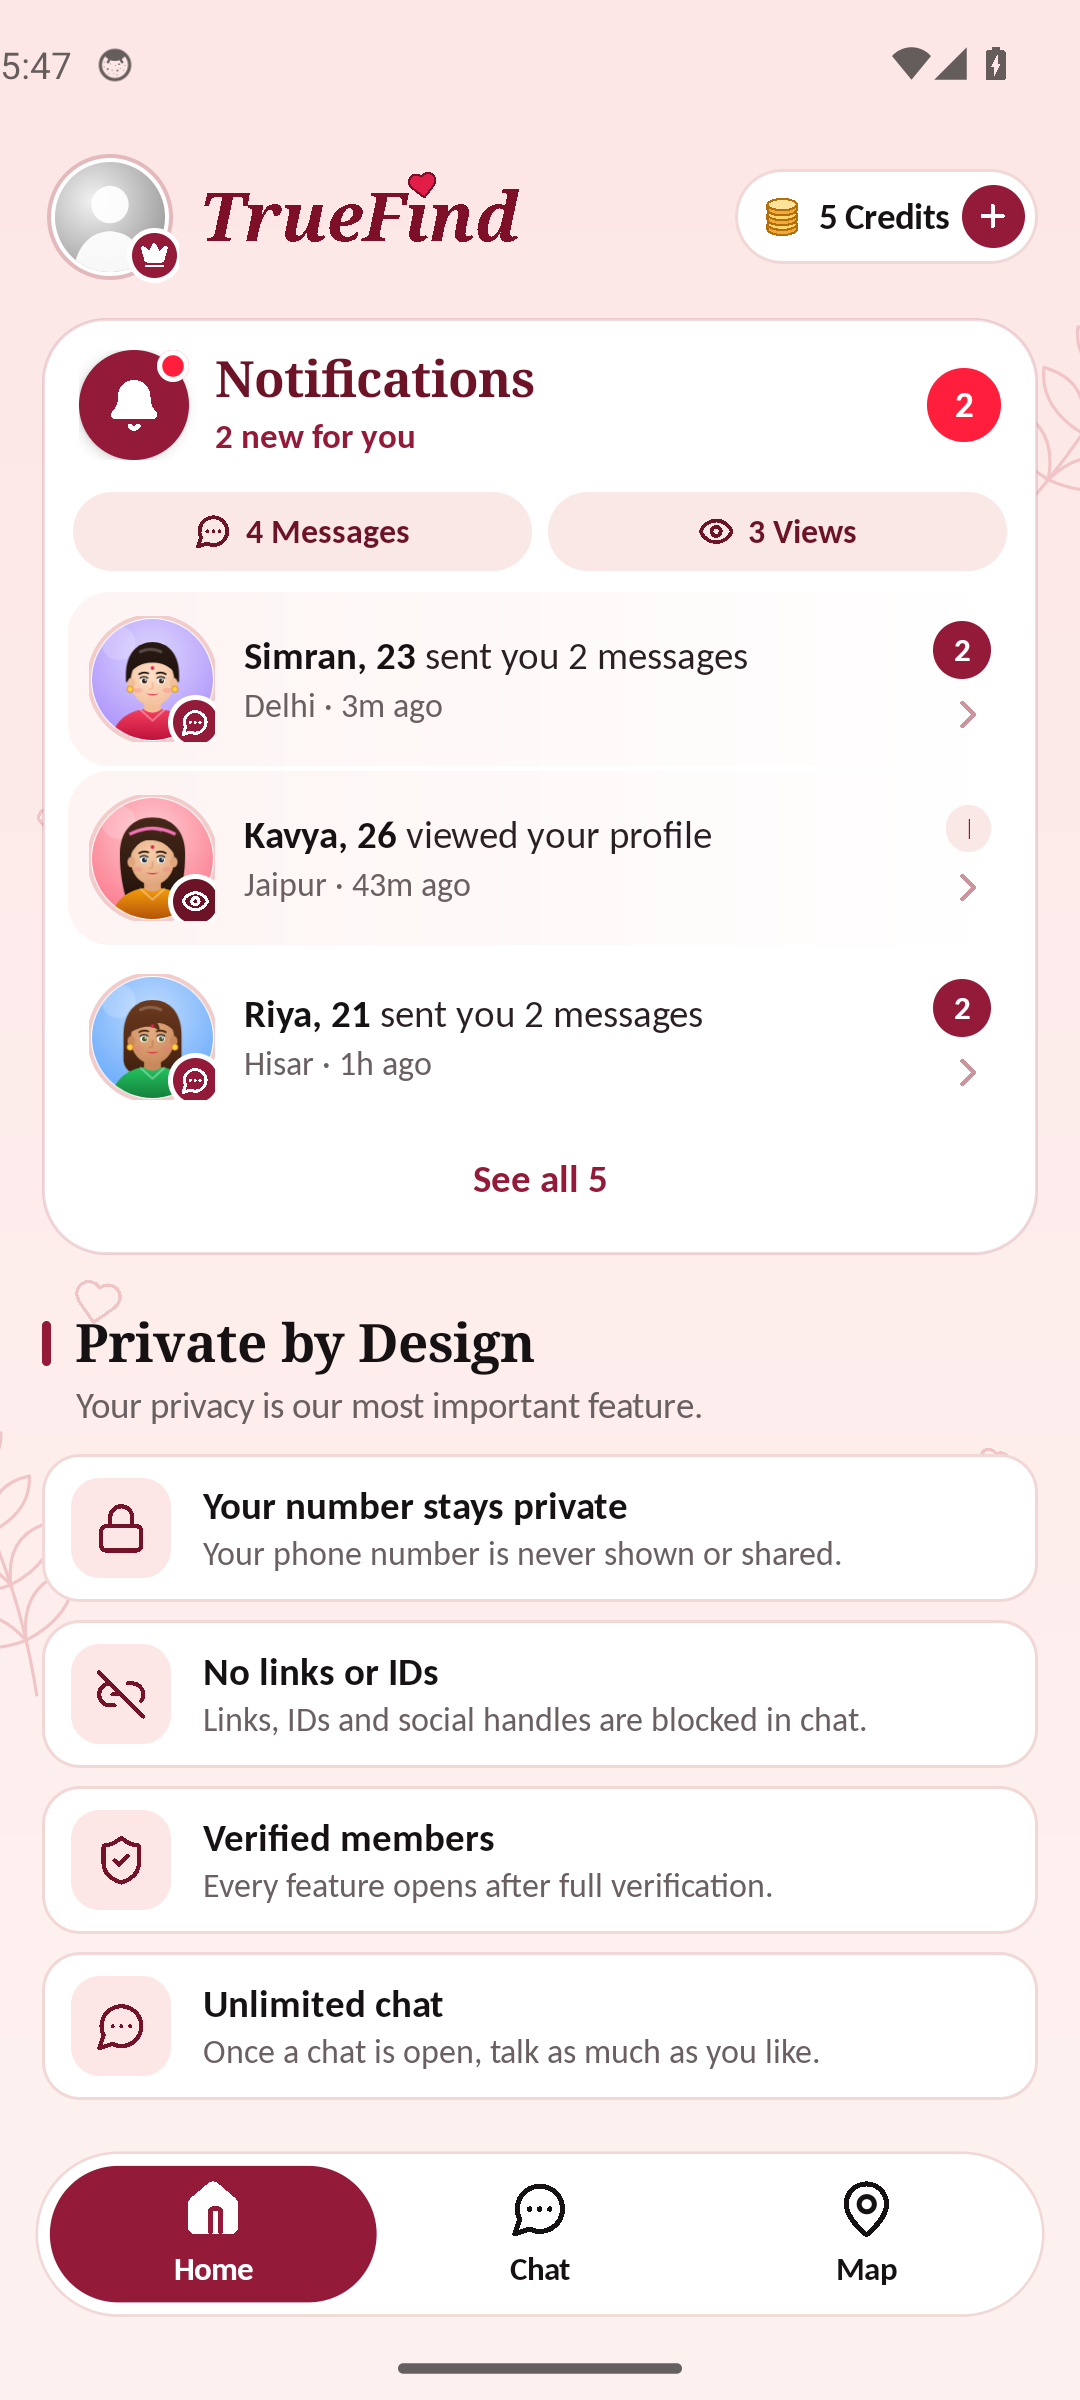 5:47
TrueFind
5 Credits
Notifications
2 new for you
2
4 Messages
3 Views
Simran, 23 sent you 2 messages
2
Delhi · 3m ago
Kavya, 26 viewed your profile
Jaipur · 43m ago
Riya, 21 sent you 2 messages
2
Hisar · 1h ago
See all 5
Private by Design
Your privacy is our most important feature.
Your number stays private
Your phone number is never shown or shared.
No links or IDs
Links, IDs and social handles are blocked in chat.
Verified members
Every feature opens after full verification.
Unlimited chat
Once a chat is open, talk as much as you like.
Home
Chat
Map